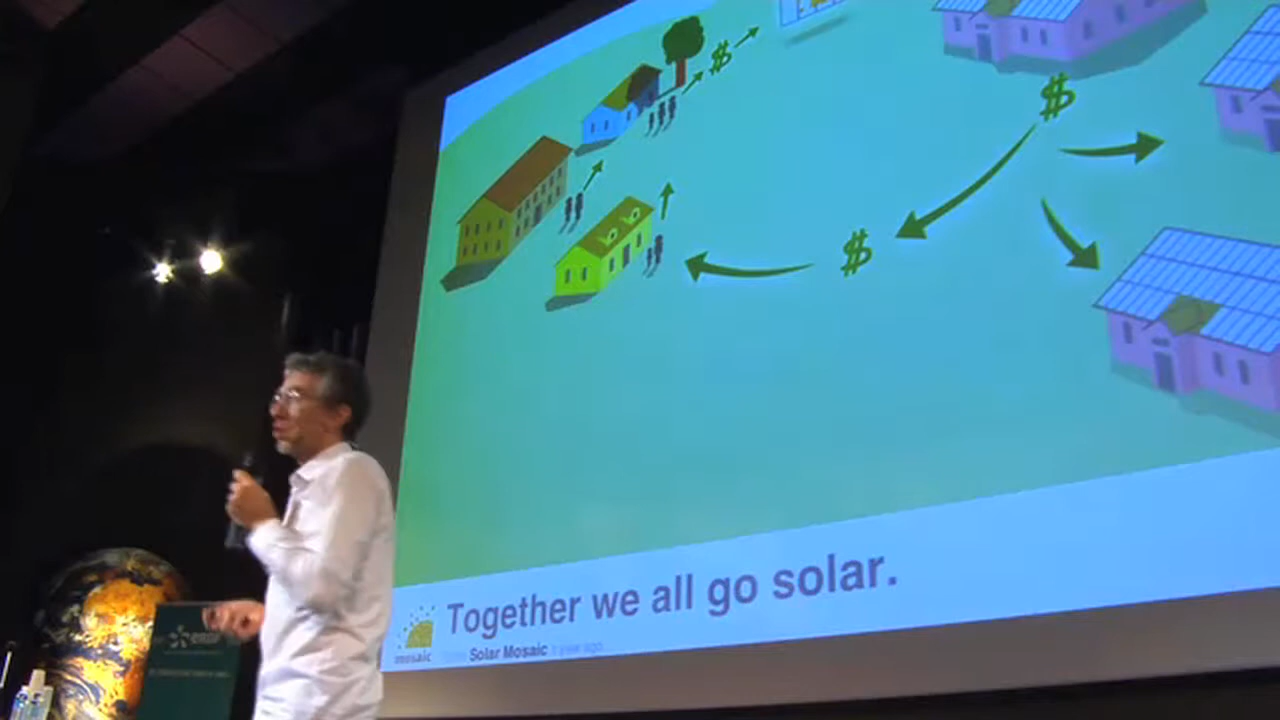 $
$
$
Together we all go solar.
mosaic
Solar Mosaic 1 year ago